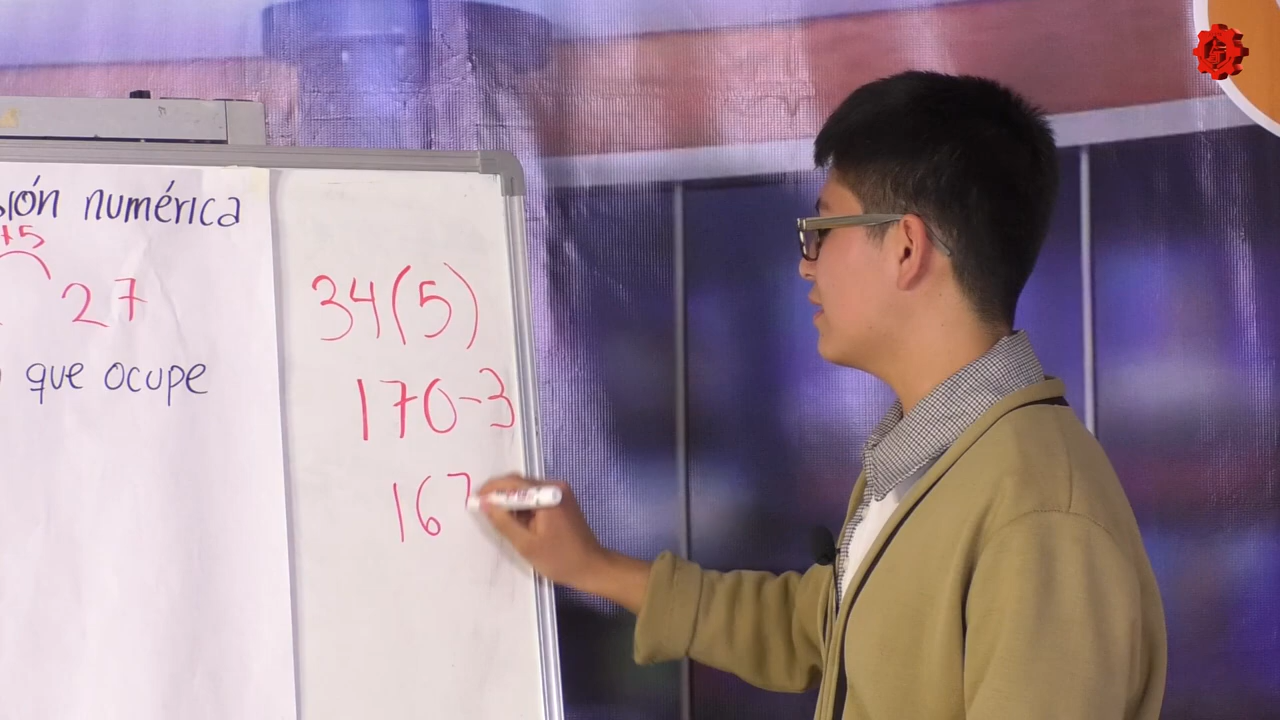 sión numérica
+5
27
que ocupe
34(5)
170-3
167